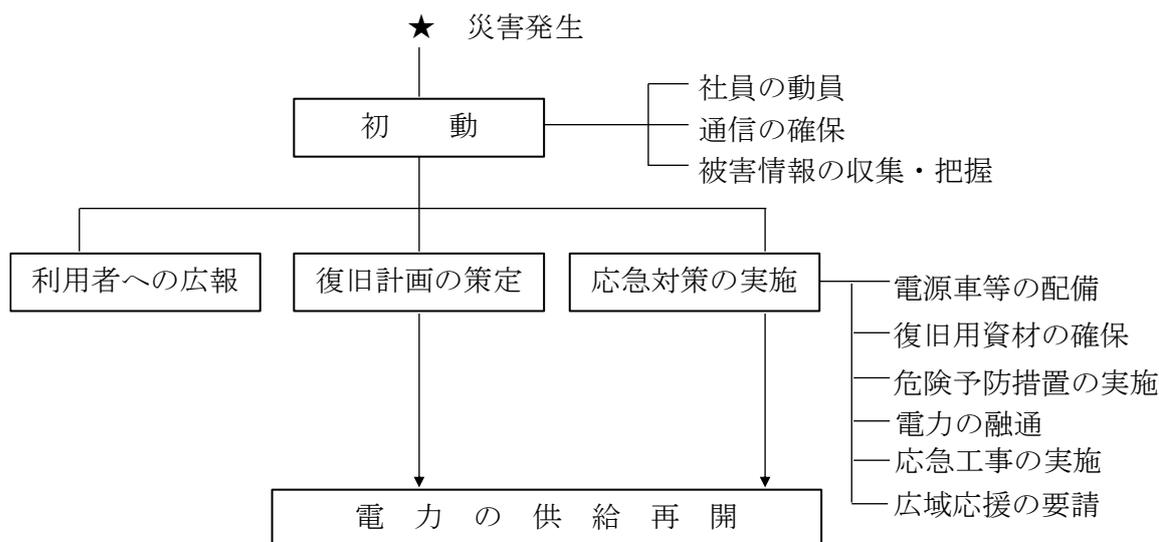 ★　災害発生
初　動
社員の動員
通信の確保
被害情報の収集・把握
利用者への広報
復旧計画の策定
応急対策の実施
電源車等の配備
復旧用資材の確保
危険予防措置の実施
電力の融通
応急工事の実施
広域応援の要請
電　力　の　供　給　再　開